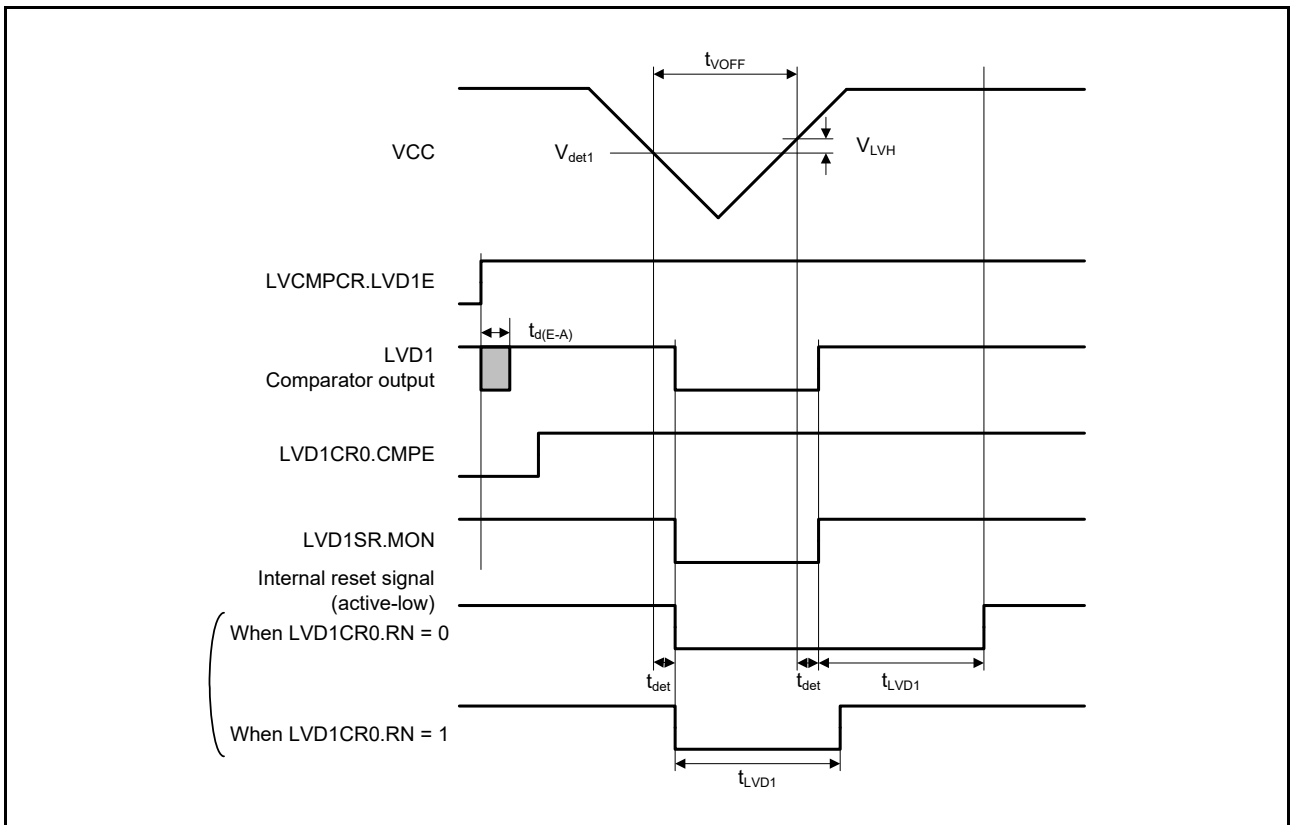 tVOFF
VCC
Vdet1
VLVH
LVCMPCR.LVD1E
td(E-A)
LVD1
Comparator output
LVD1CR0.CMPE
LVD1SR.MON
Internal reset signal
(active-low)
When LVD1CR0.RN = 0
tdet
tdet
tLVD1
When LVD1CR0.RN = 1
tLVD1